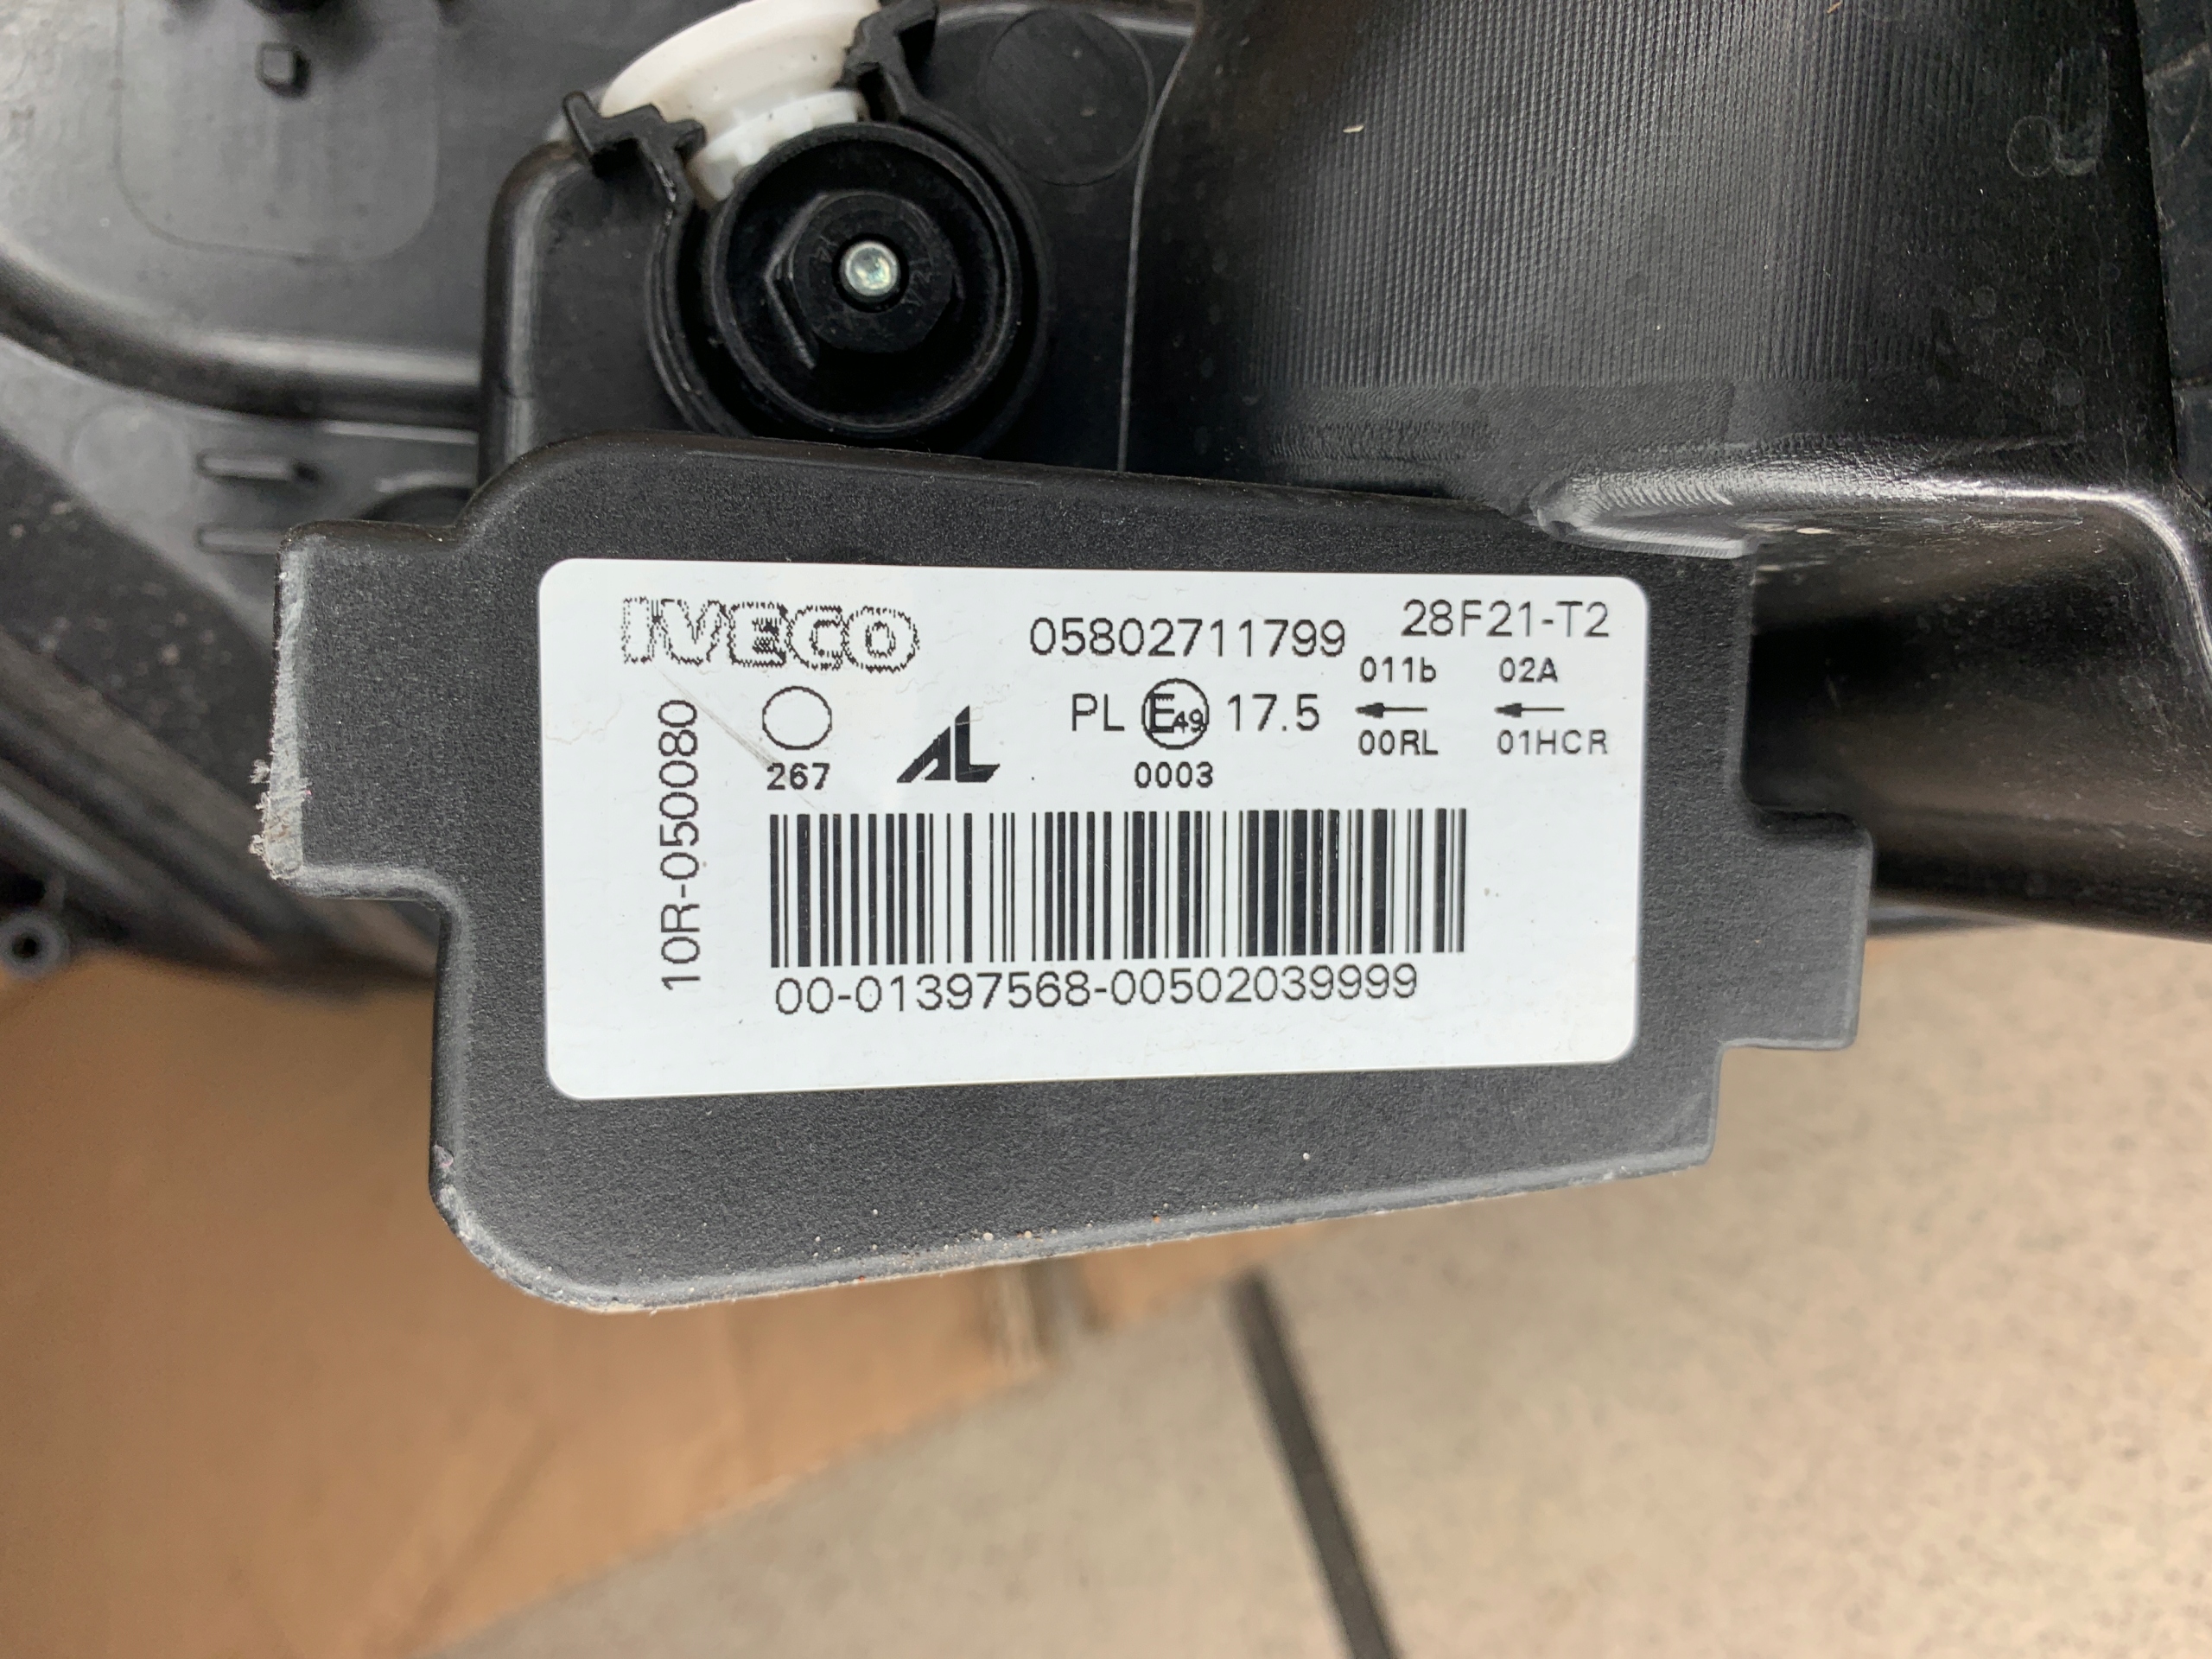 IVECO
05802711799
28F21-T2
011b 02A
PL E49 17.5
00RL 01HCR
267
AL
0003
10R-050080
00-01397568-00502039999